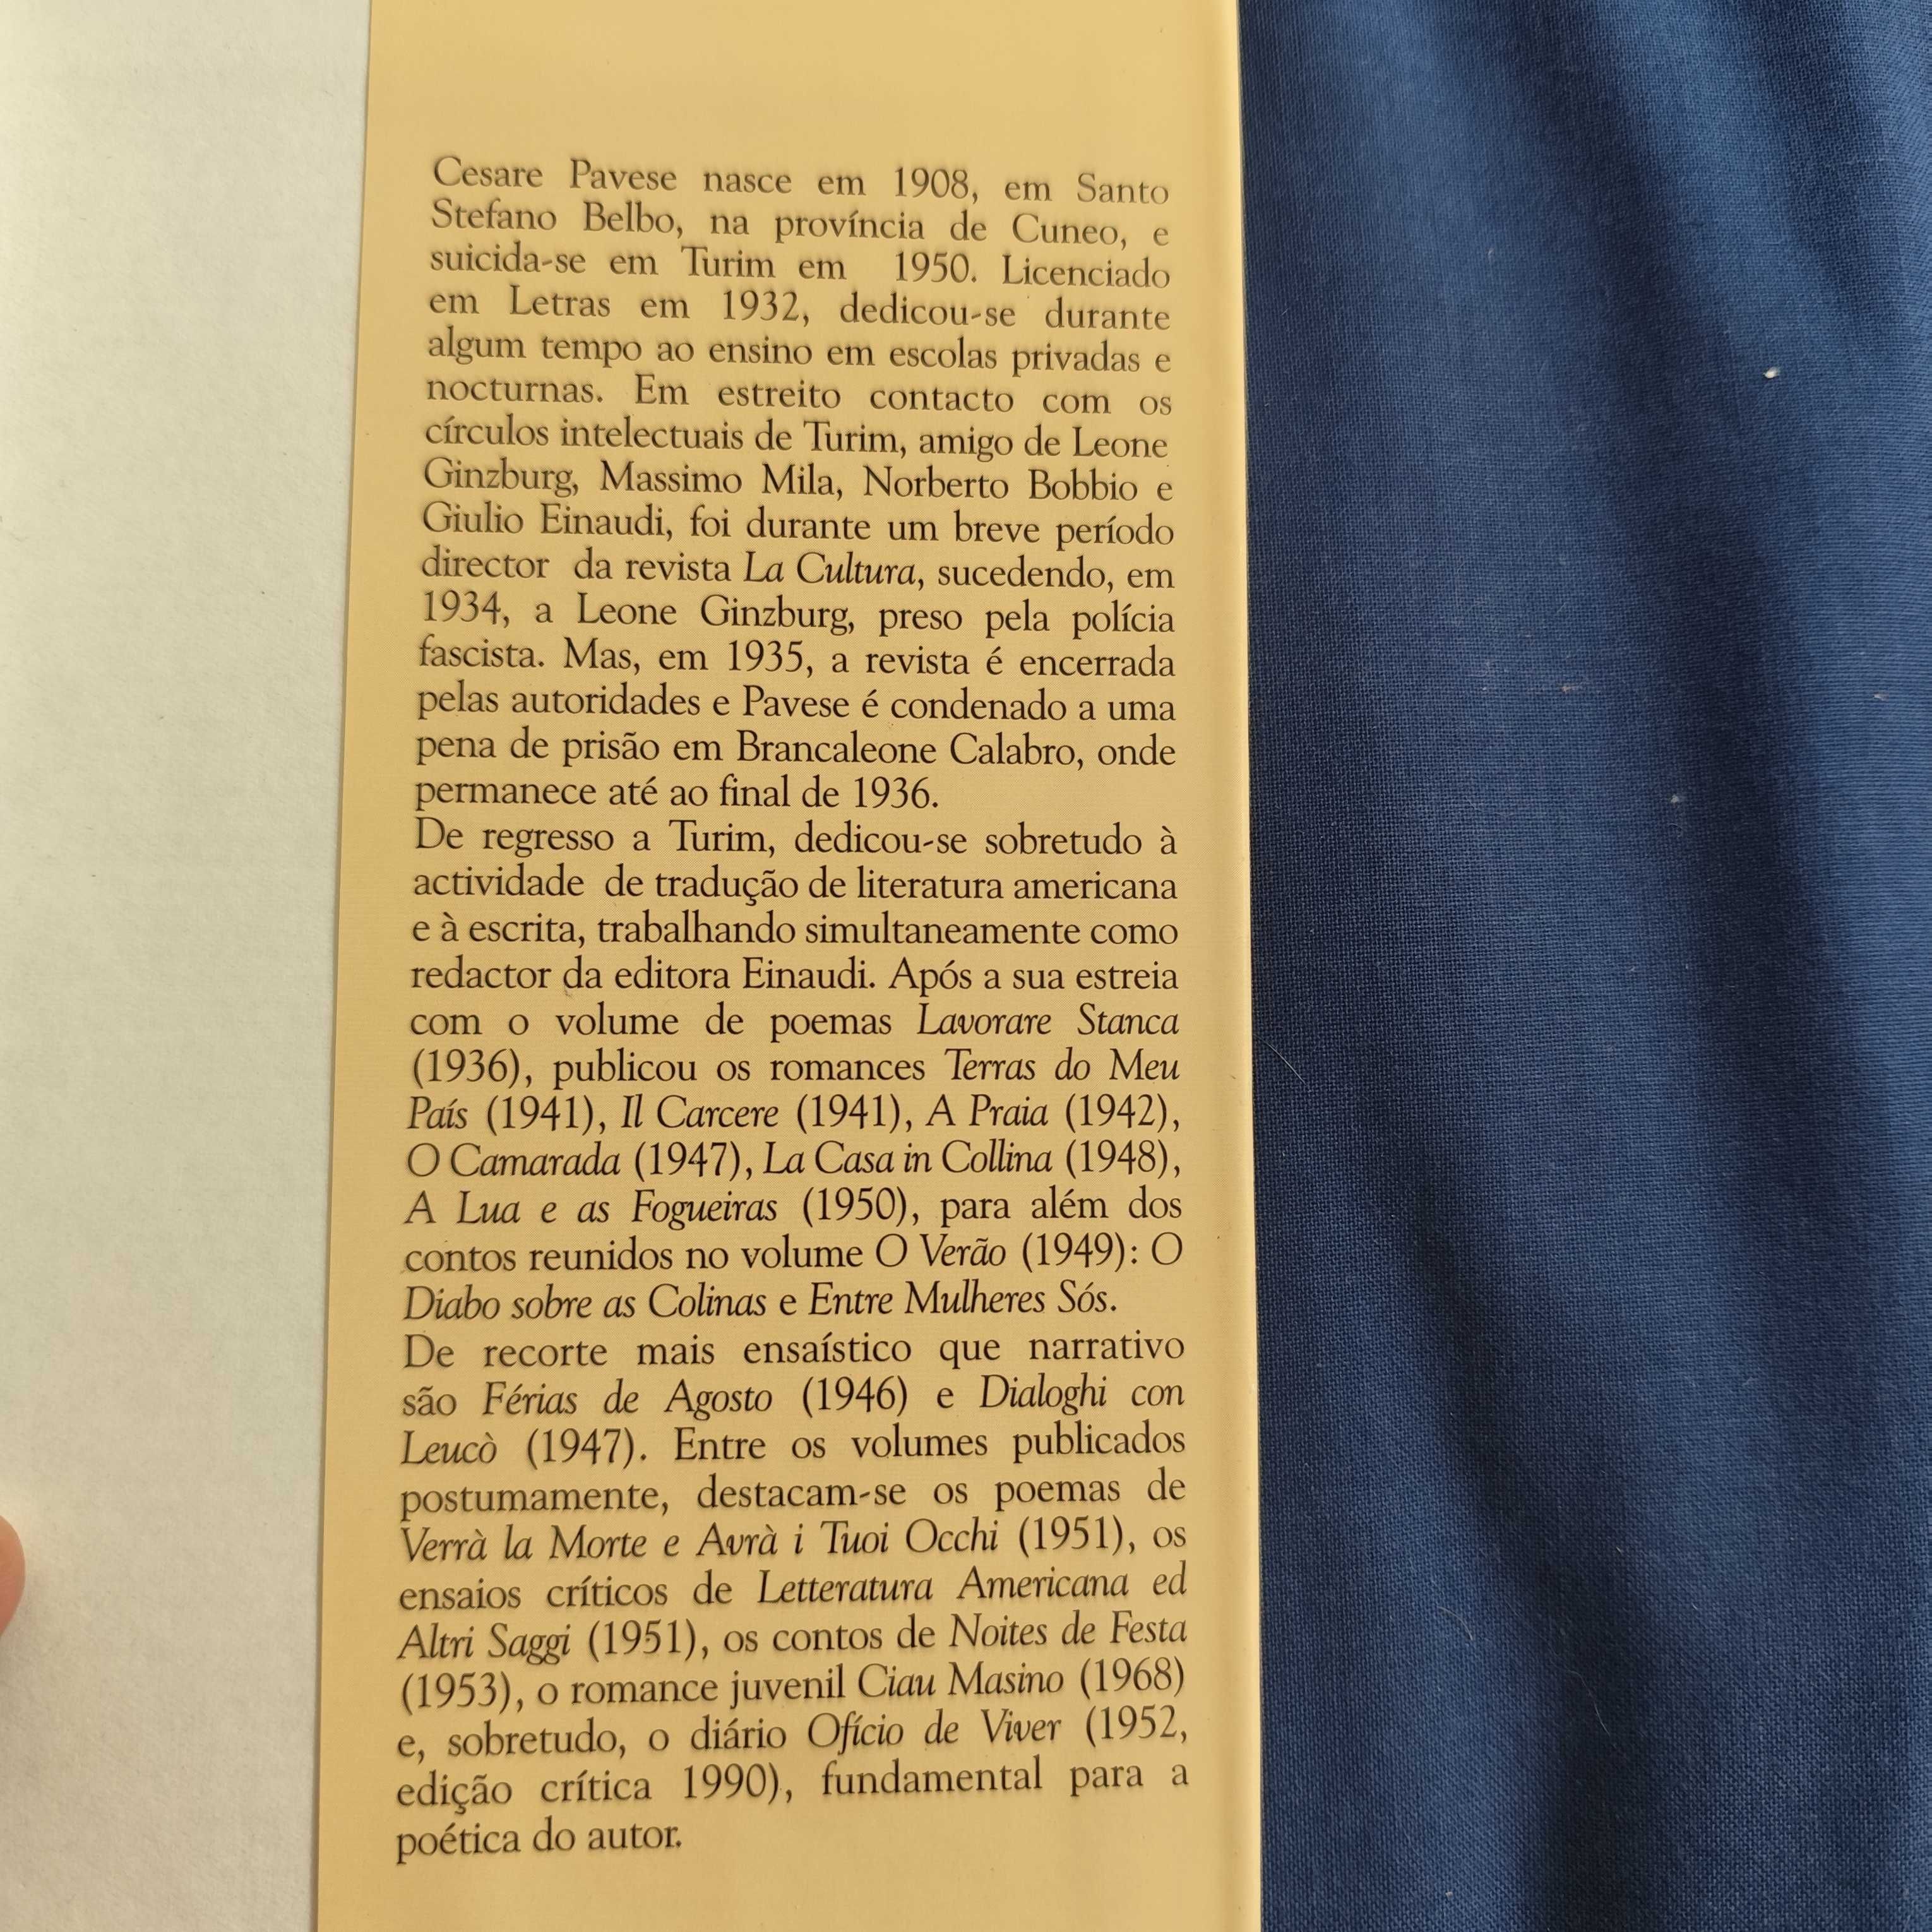 Cesare Pavese nasce em 1908, em Santo
Stefano Belbo, na província de Cuneo, e
suicida-se em Turim em 1950. Licenciado
em Letras em 1932, dedicou-se durante
algum tempo ao ensino em escolas privadas e
nocturnas. Em estreito contacto com os
círculos intelectuais de Turim, amigo de Leone
Ginzburg, Massimo Mila, Norberto Bobbio e
Giulio Einaudi, foi durante um breve período
director da revista La Cultura, sucedendo, em
1934, a Leone Ginzburg, preso pela polícia
fascista. Mas, em 1935, a revista é encerrada
pelas autoridades e Pavese é condenado a uma
pena de prisão em Brancaleone Calabro, onde
permanece até ao final de 1936.
De regresso a Turim, dedicou-se sobretudo à
actividade de tradução de literatura americana
e à escrita, trabalhando simultaneamente como
redactor da editora Einaudi. Após a sua estreia
com o volume de poemas Lavorare Stanca
(1936), publicou os romances Terras do Meu
País (1941), Il Carcere (1941), A Praia (1942),
O Camarada (1947), La Casa in Collina (1948),
A Lua e as Fogueiras (1950), para além dos
contos reunidos no volume O Verão (1949): O
Diabo sobre as Colinas e Entre Mulheres Sós.
De recorte mais ensaístico que narrativo
são Férias de Agosto (1946) e Dialoghi con
Leucò (1947). Entre os volumes publicados
postumamente, destacam-se os poemas de
Verrà la Morte e Avrà i Tuoi Occhi (1951), os
ensaios críticos de Letteratura Americana ed
Altri Saggi (1951), os contos de Noites de Festa
(1953), o romance juvenil Ciau Masino (1968)
e, sobretudo, o diário Ofício de Viver (1952,
edição crítica 1990), fundamental para a
poética do autor.